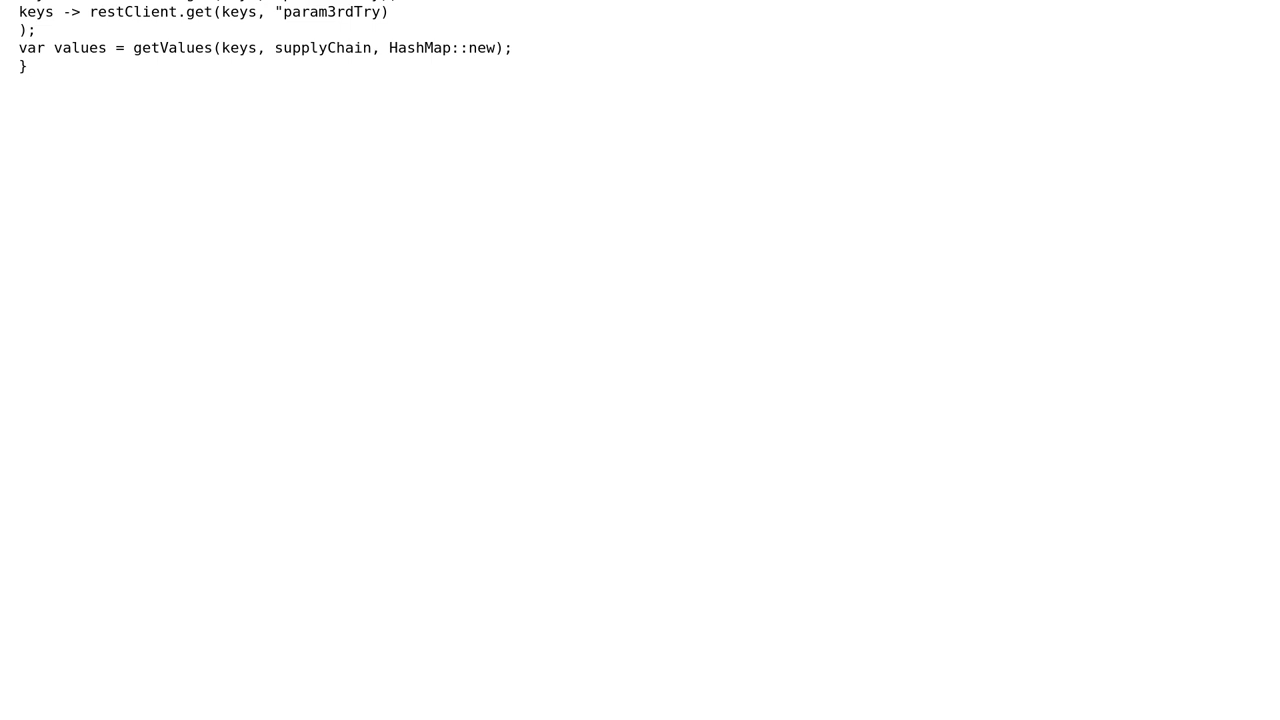 keys -> restClient.get(keys, "param3rdTry)
);
var values = getValues(keys, supplyChain, HashMap::new);
}